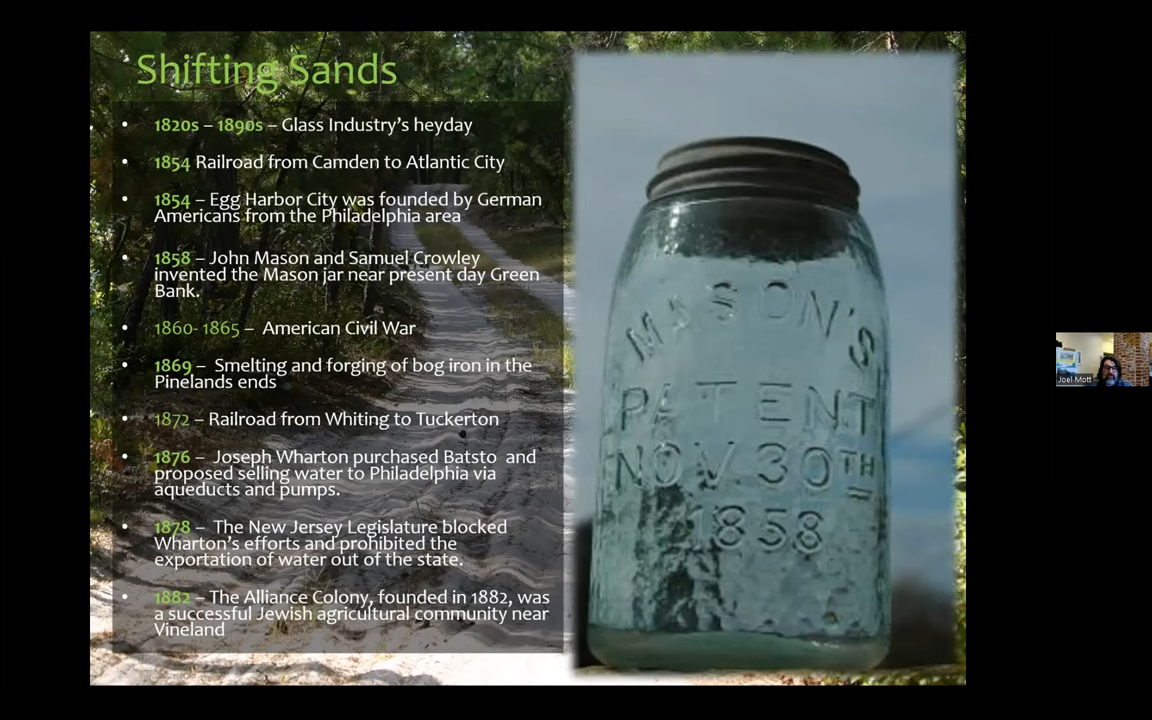 Shifting Sands
• 1820s – 1890s – Glass Industry's heyday
• 1854 Railroad from Camden to Atlantic City
• 1854 – Egg Harbor City was founded by German
Americans from the Philadelphia area
• 1858 – John Mason and Samuel Crowley
invented the Mason jar near present day Green
Bank.
• 1860- 1865 – American Civil War
• 1869 – Smelting and forging of bog iron in the
Pinelands ends
• 1872 – Railroad from Whiting to Tuckerton
• 1876 – Joseph Wharton purchased Batsto and
proposed selling water to Philadelphia via
aqueducts and pumps.
• 1878 – The New Jersey Legislature blocked
Wharton's efforts and prohibited the
exportation of water out of the state.
• 1882 – The Alliance Colony, founded in 1882, was
a successful Jewish agricultural community near
Vineland
MASON'S
PATENT
NOV. 30TH
1858
Joel Mott